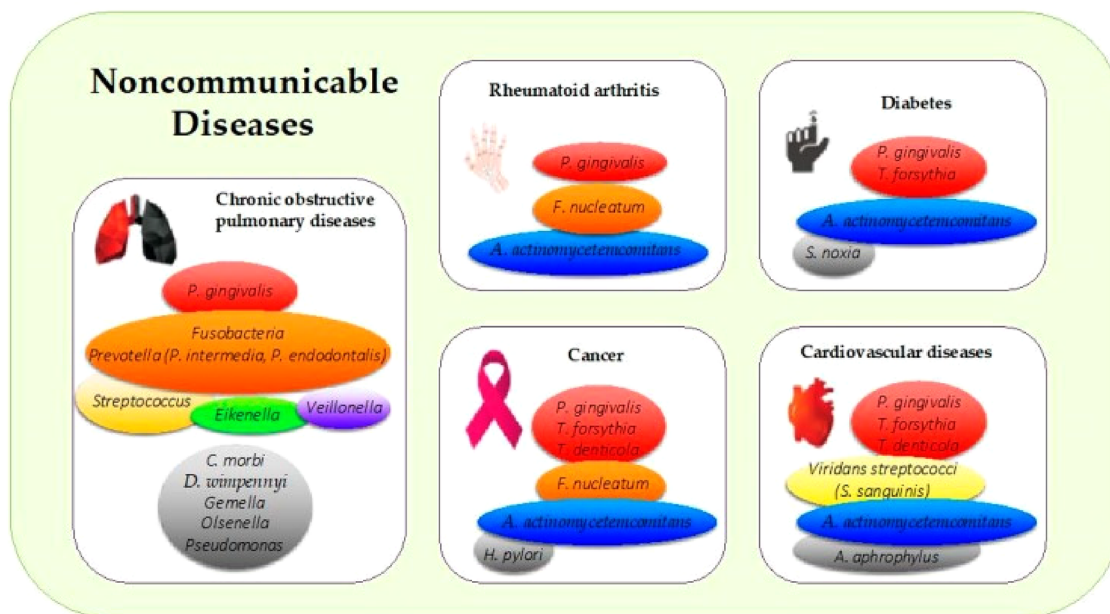 Noncommunicable
Diseases
Chronic obstructive
pulmonary diseases
P. gingivalis
Fusobacteria
Prevotella (P. intermedia, P. endodontalis)
Streptococcus
Eikenella
Veillonella
C. morbi
D. wimpennyi
Gemella
Olsenella
Pseudomonas
Rheumatoid arthritis
P. gingivalis
F. nucleatum
A. actinomycetemcomitans
Diabetes
P. gingivalis
T. forsythia
A. actinomycetemcomitans
S. noxia
Cancer
P. gingivalis
T. forsythia
T. denticola
F. nucleatum
A. actinomycetemcomitans
H. pylori
Cardiovascular diseases
P. gingivalis
T. forsythia
T. denticola
Viridans streptococci
(S. sanguinis)
A. actinomycetemcomitans
A. aphrophylus